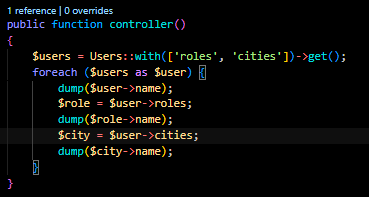 1 reference | 0 overrides
public function controller()
{
    $users = Users::with(['roles', 'cities'])->get();
    foreach ($users as $user) {
        dump($user->name);
        $role = $user->roles;
        dump($role->name);
        $city = $user->cities;
        dump($city->name);
    }
}